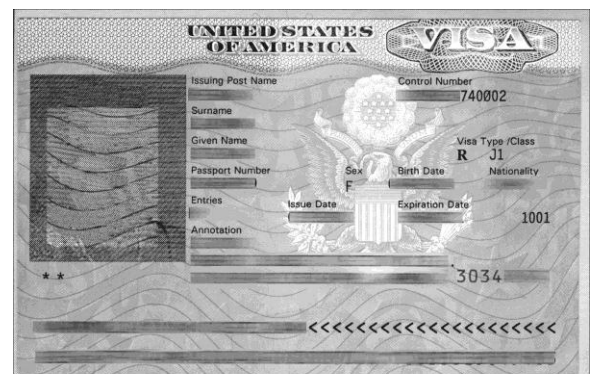 UNITED STATES
OF AMERICA
VISA
Issuing Post Name
Control Number
740002
Surname
Given Name
Visa Type /Class
R J1
Passport Number
Sex
F
Birth Date
Nationality
Entries
Issue Date
Expiration Date
1001
Annotation
* *
3034
<<<<<<<<<<<<<<<<<<<<<<